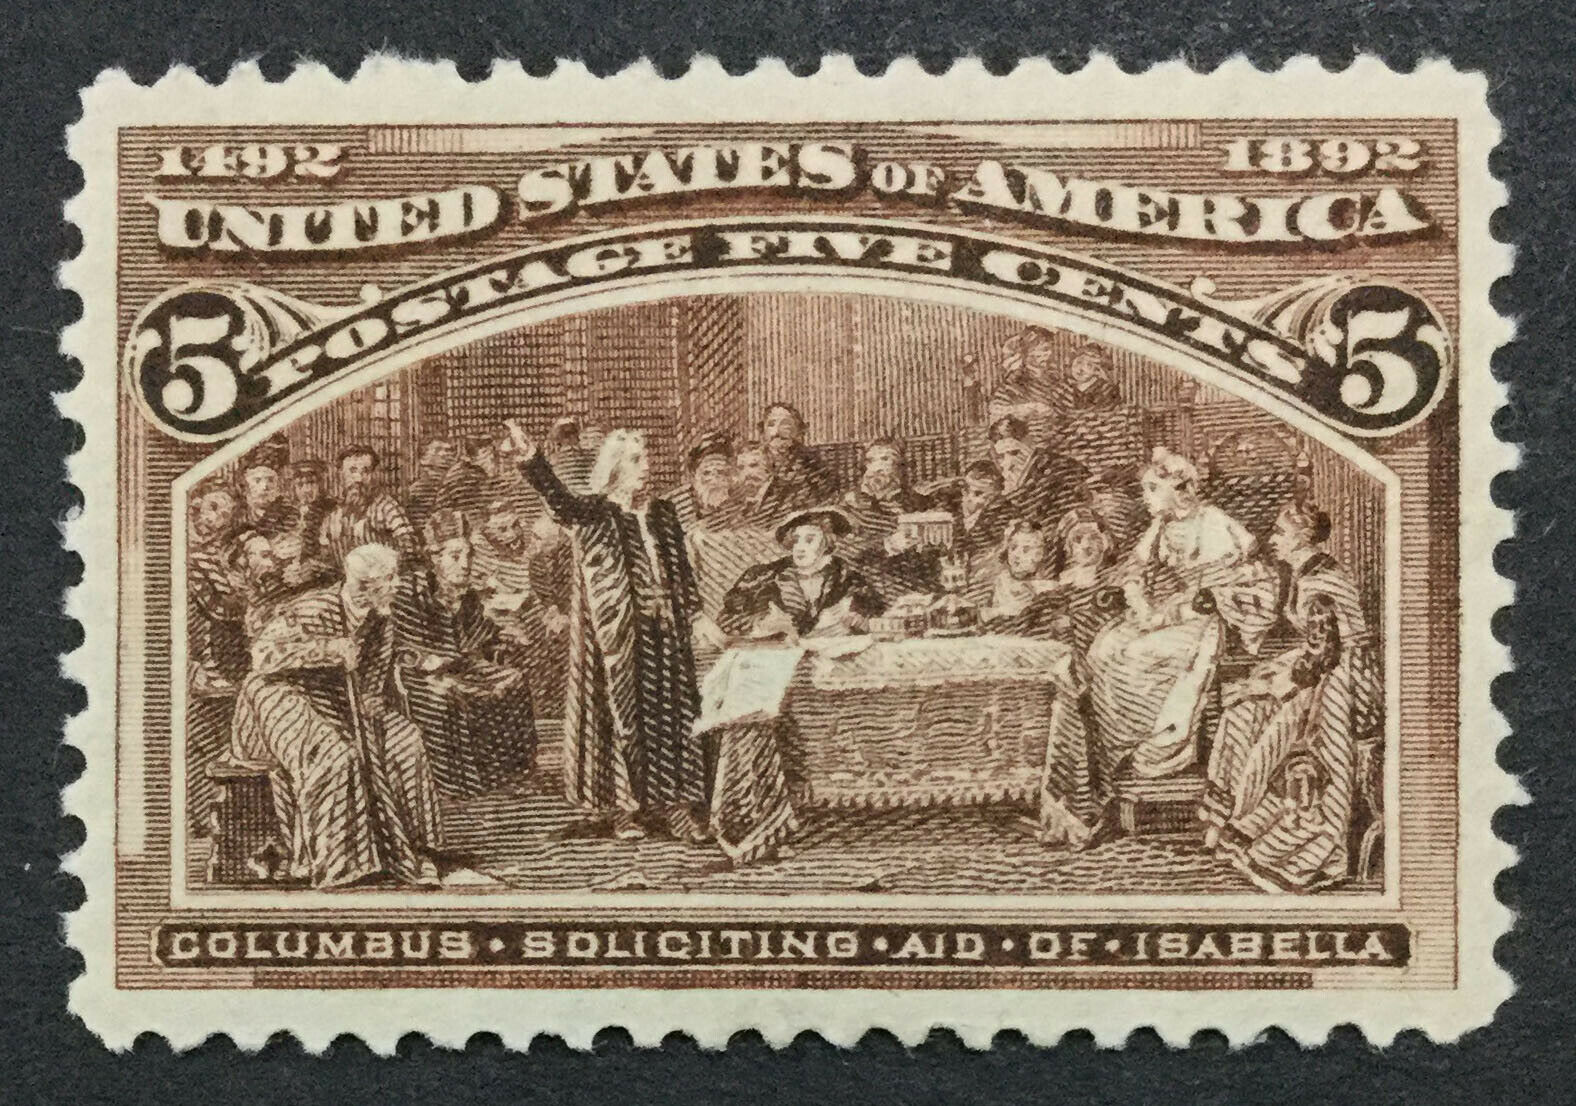 1492 1892
UNITED STATES OF AMERICA
POSTAGE FIVE CENTS
5 5
COLUMBUS · SOLICITING · AID · OF · ISABELLA